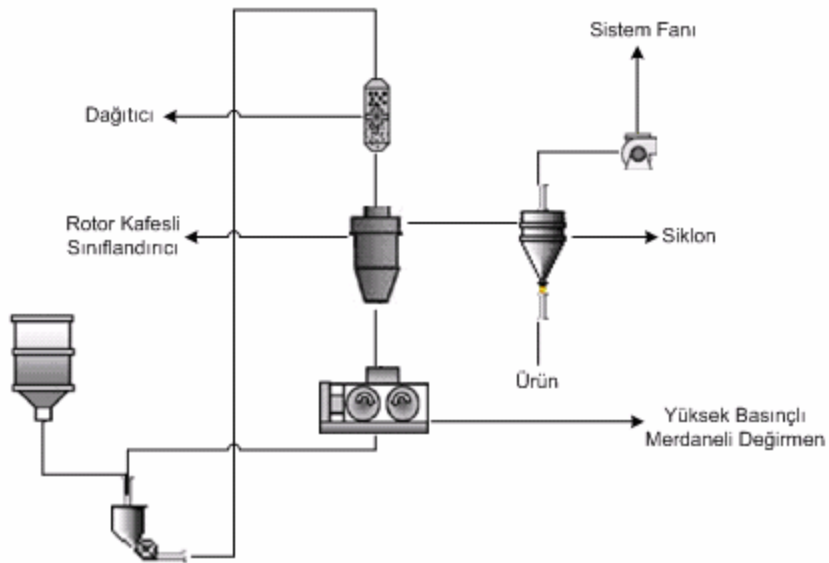 Sistem Fanı
Dağıtıcı
Rotor Kafesli
Sınıflandırıcı
Siklon
Ürün
Yüksek Basınçlı
Merdaneli Değirmen